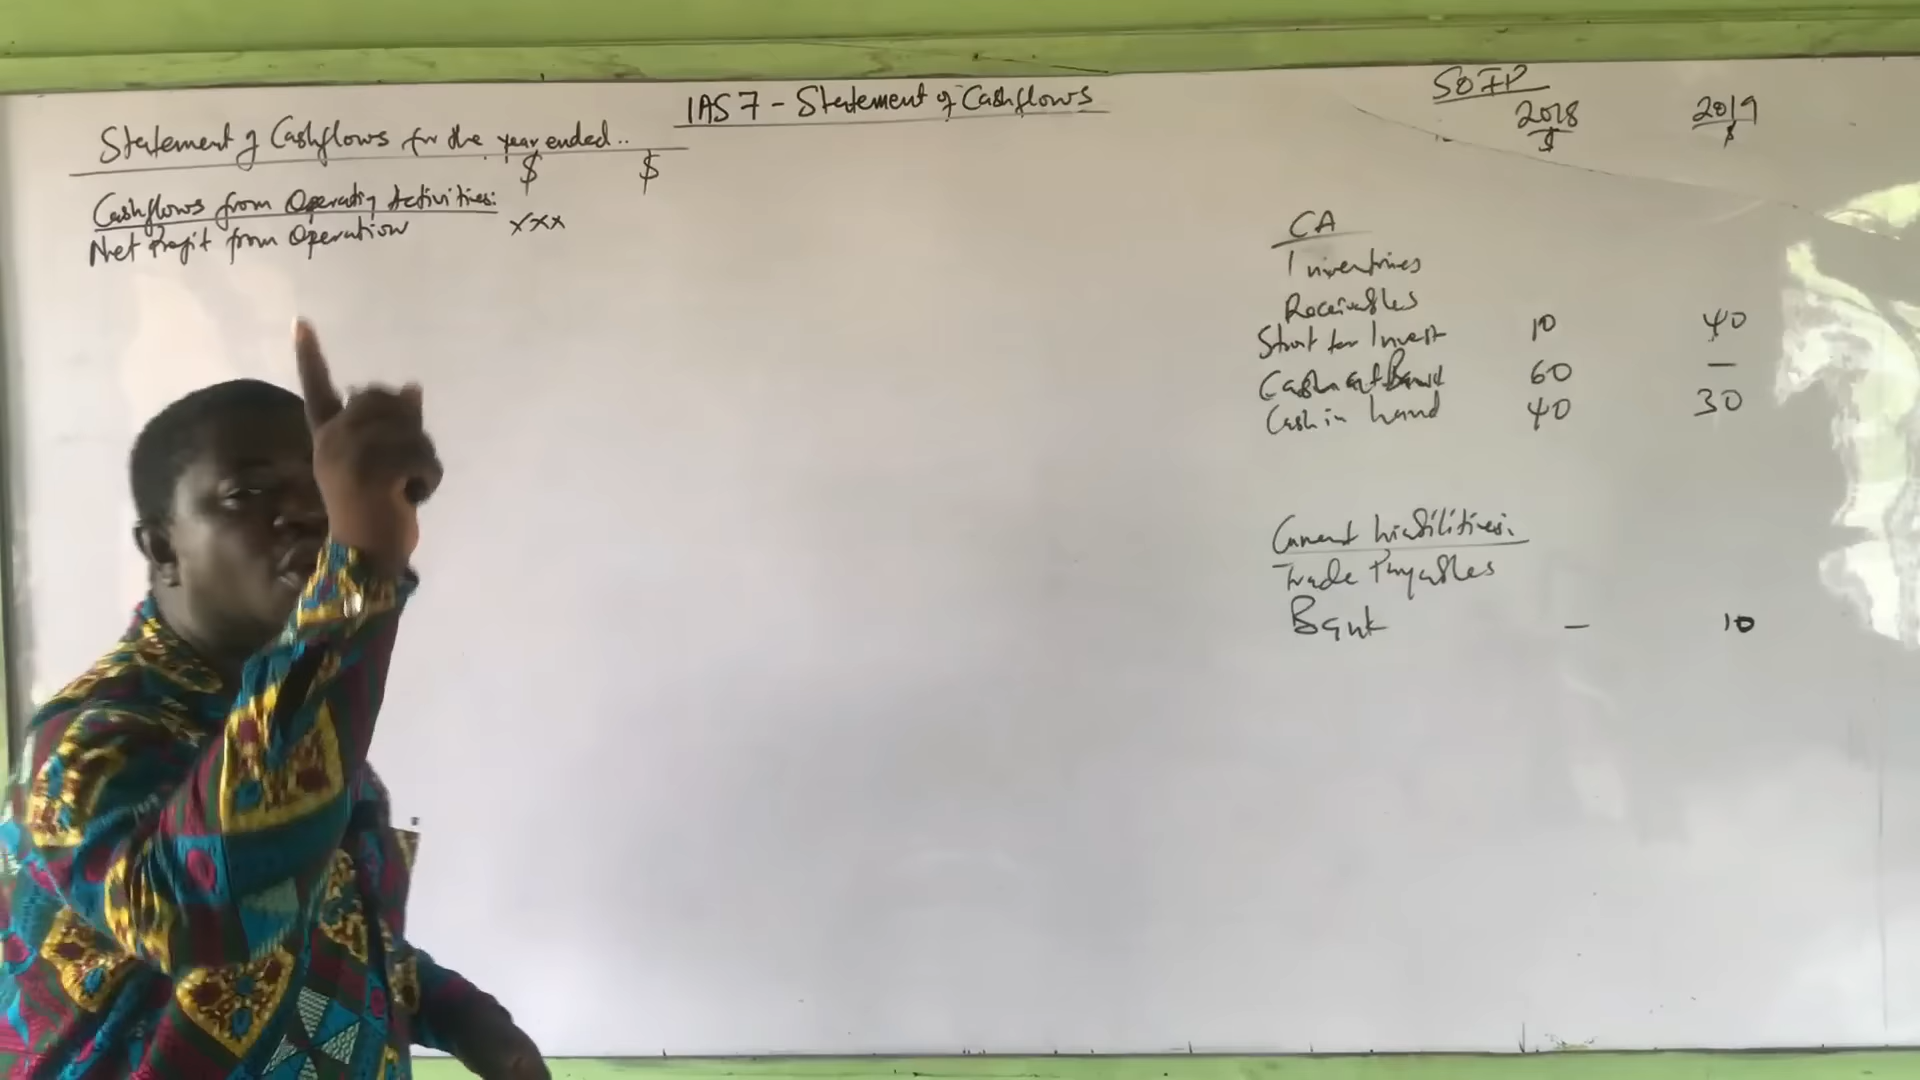 IAS 7 - Statement of Cashflows
Statement of Cashflows for the year ended..
$ $
Cashflows from Operating Activities:
Net Profit from Operation xxx
SOFP
2018 2019
$ $
CA
Inventories
Receivables
Short ter Invest 10 40
Cash at Bank 60 –
Cash in hand 40 30
Current Liabilities:
Trade Payables
Bank – 10